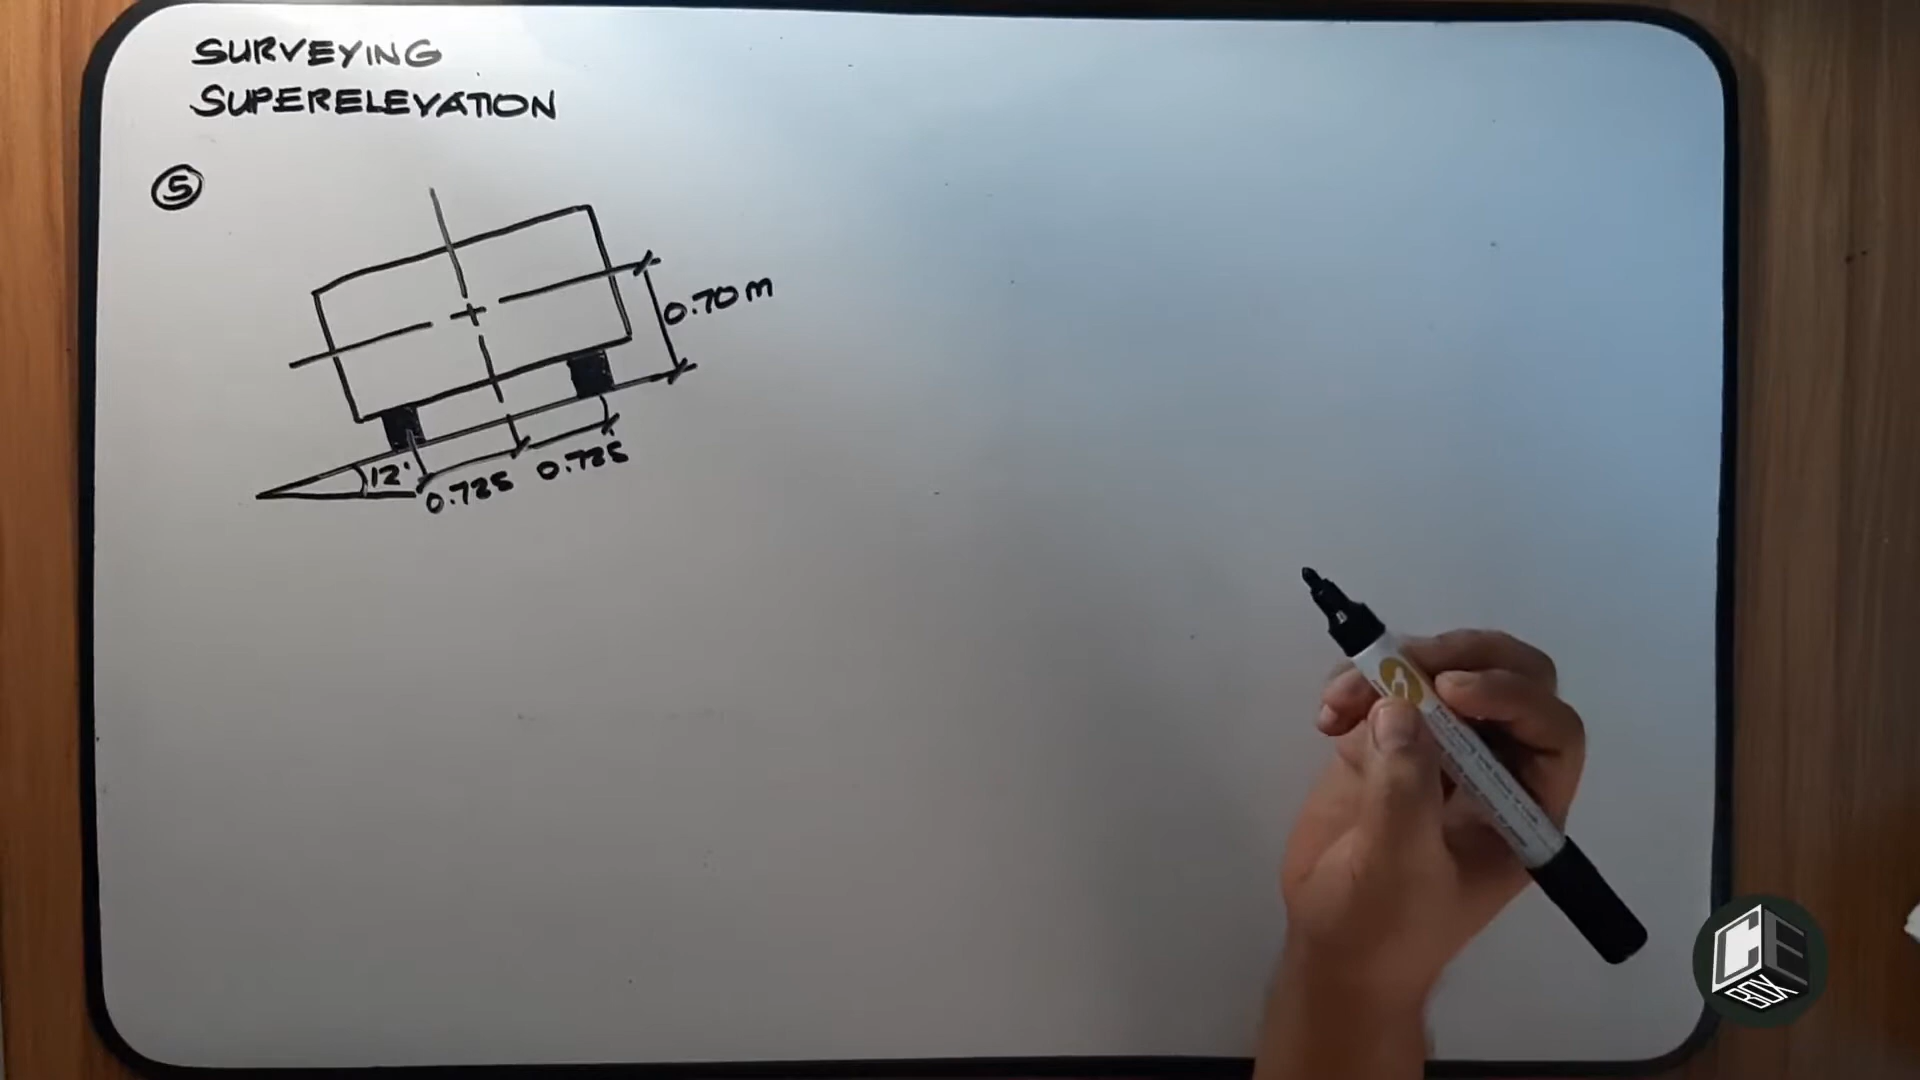 SURVEYING
SUPERELEVATION
5
0.70 m
12°
0.725 0.725
CE
BOX